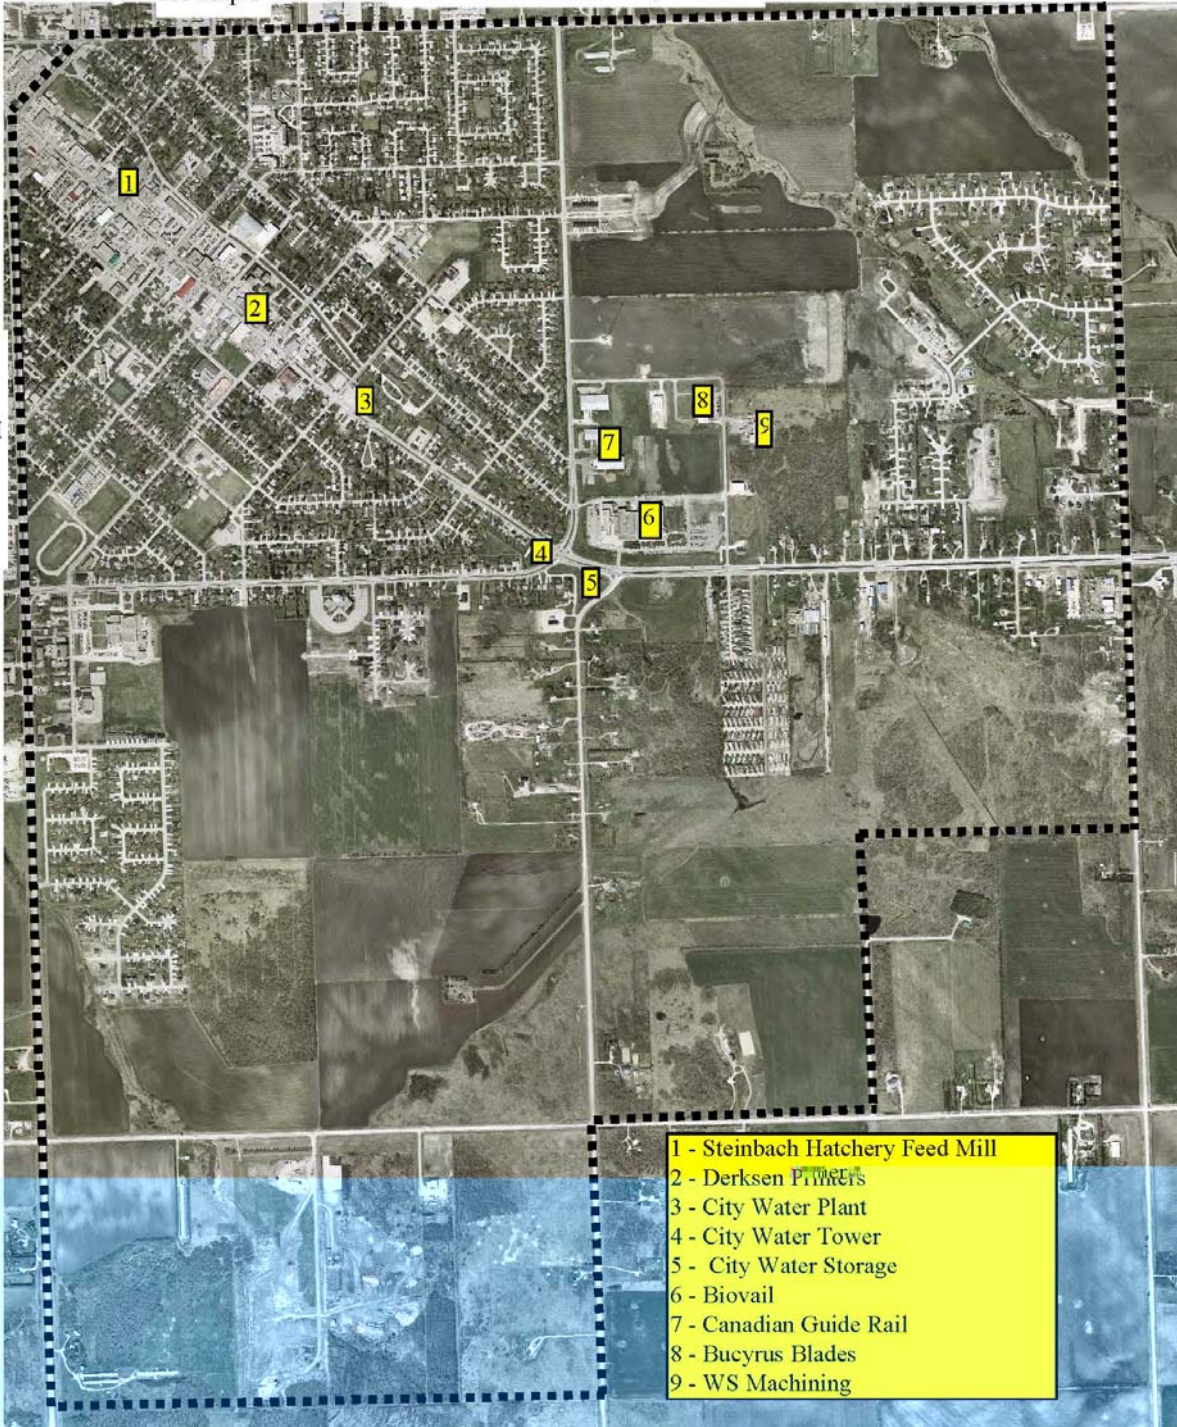 1
2
3
8
9
7
6
4
5
1 - Steinbach Hatchery Feed Mill
2 - Derksen
3 - City Water Plant
4 - City Water Tower
5 - City Water Storage
6 - Biovail
7 - Canadian Guide Rail
8 - Bucyrus Blades
9 - WS Machining